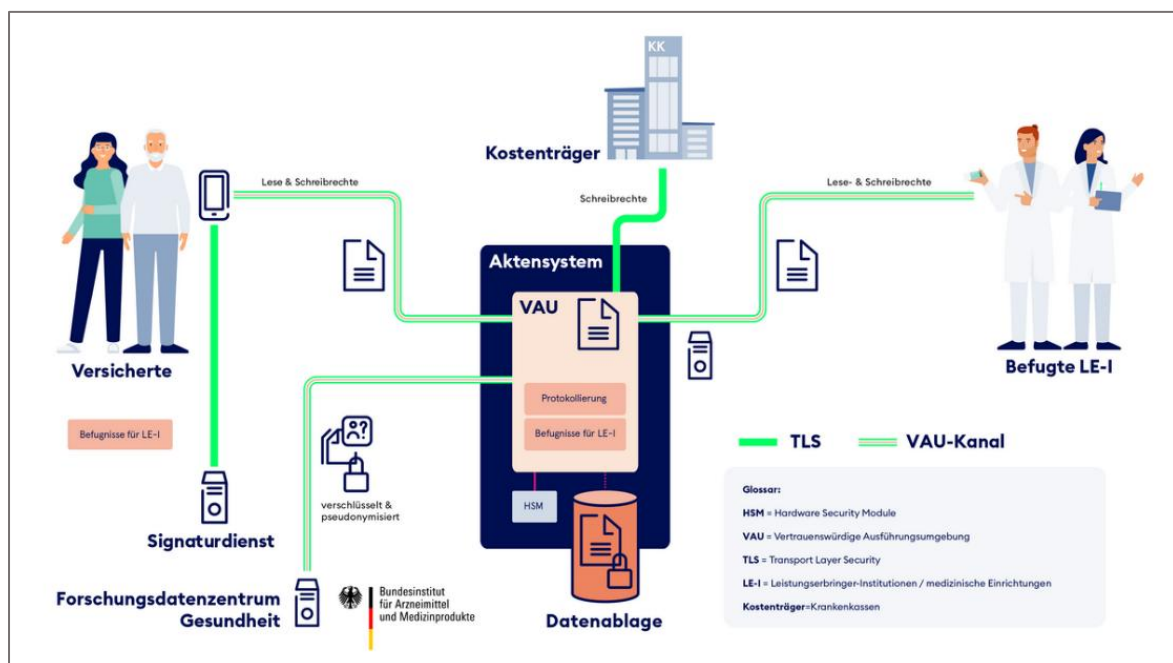 KK
Kostenträger
Lese & Schreibrechte
Schreibrechte
Lese- & Schreibrechte
Aktensystem
VAU
Versicherte
Befugte LE-I
Protokollierung
Befugnisse für LE-I
Befugnisse für LE-I
?
verschlüsselt &
pseudonymisiert
HSM
TLS
VAU-Kanal
Signaturdienst
Glossar:
HSM = Hardware Security Module
VAU = Vertrauenswürdige Ausführungsumgebung
TLS = Transport Layer Security
LE-I = Leistungserbringer-Institutionen / medizinische Einrichtungen
Kostenträger=Krankenkassen
Forschungsdatenzentrum
Gesundheit
Bundesinstitut
für Arzneimittel
und Medizinprodukte
Datenablage